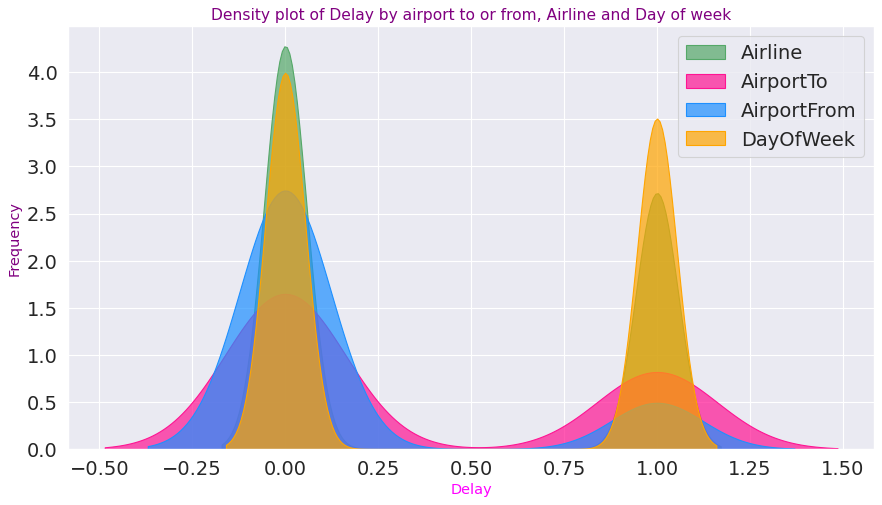 Density plot of Delay by airport to or from, Airline and Day of week
Airline
AirportTo
AirportFrom
DayOfWeek
Frequency
4.0
3.5
3.0
2.5
2.0
1.5
1.0
0.5
0.0
−0.50 −0.25 0.00 0.25 0.50 0.75 1.00 1.25 1.50
Delay